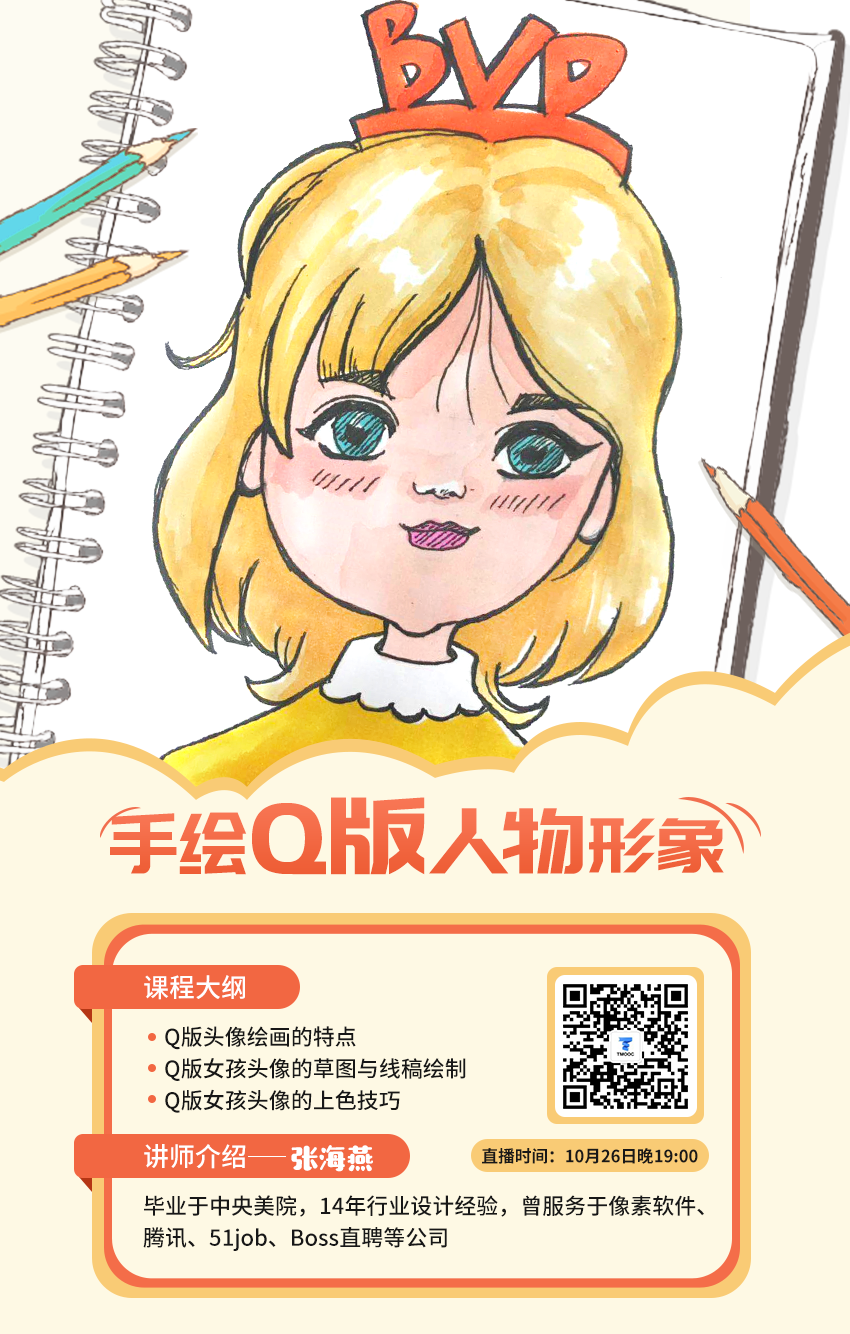 BVD
手绘Q版人物形象
课程大纲
Q版头像绘画的特点
Q版女孩头像的草图与线稿绘制
Q版女孩头像的上色技巧
TMOOC
讲师介绍——张海燕
直播时间：10月26日晚19:00
毕业于中央美院，14年行业设计经验，曾服务于像素软件、
腾讯、51job、Boss直聘等公司